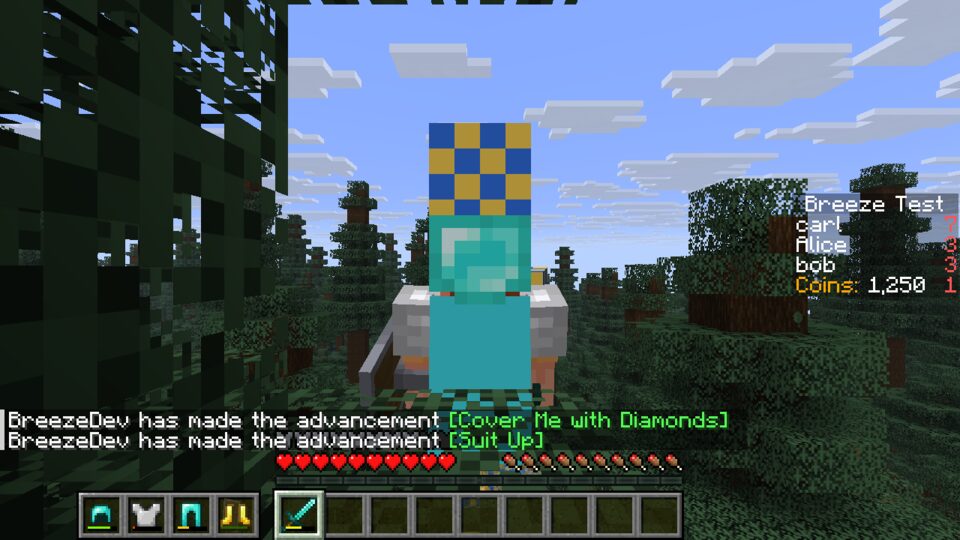 Breeze Test
carl 7
Alice 3
bob 3
Coins: 1,250 1
BreezeDev has made the advancement [Cover Me with Diamonds]
BreezeDev has made the advancement [Suit Up]